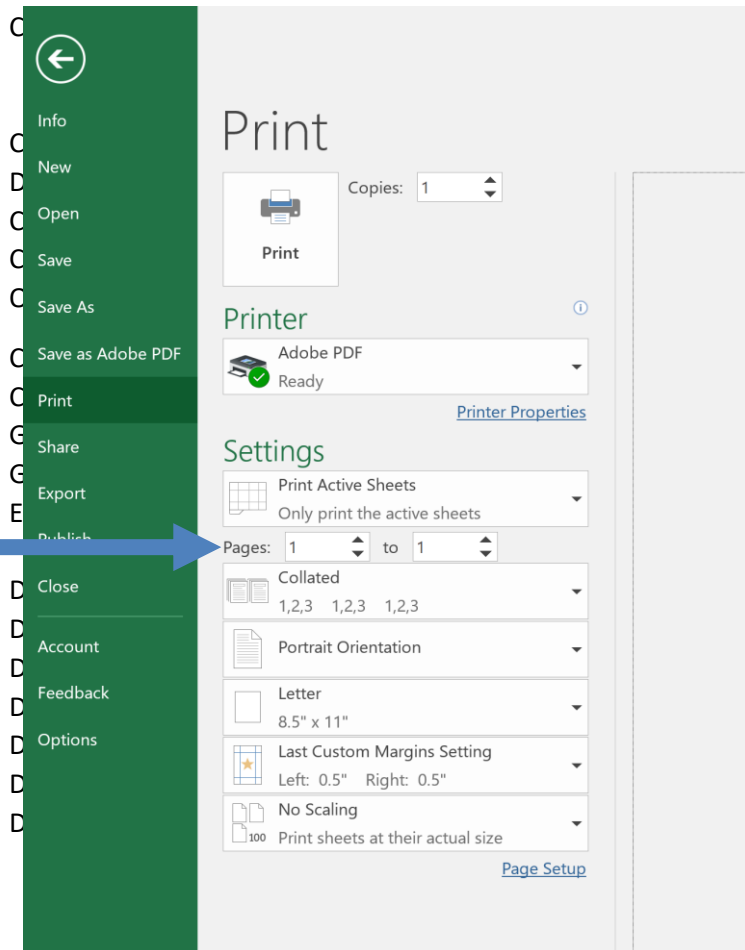 C
C
D
C
C
C
C
C
G
G
E
D
D
D
D
D
D
D
Info
New
Open
Save
Save As
Save as Adobe PDF
Print
Share
Export
Publish
Close
Account
Feedback
Options
Print
Copies: 1
Print
Printer
Adobe PDF
Ready
Printer Properties
Settings
Print Active Sheets
Only print the active sheets
Pages: 1 to 1
Collated
1,2,3 1,2,3 1,2,3
Portrait Orientation
Letter
8.5" x 11"
Last Custom Margins Setting
Left: 0.5" Right: 0.5"
No Scaling
100 Print sheets at their actual size
Page Setup